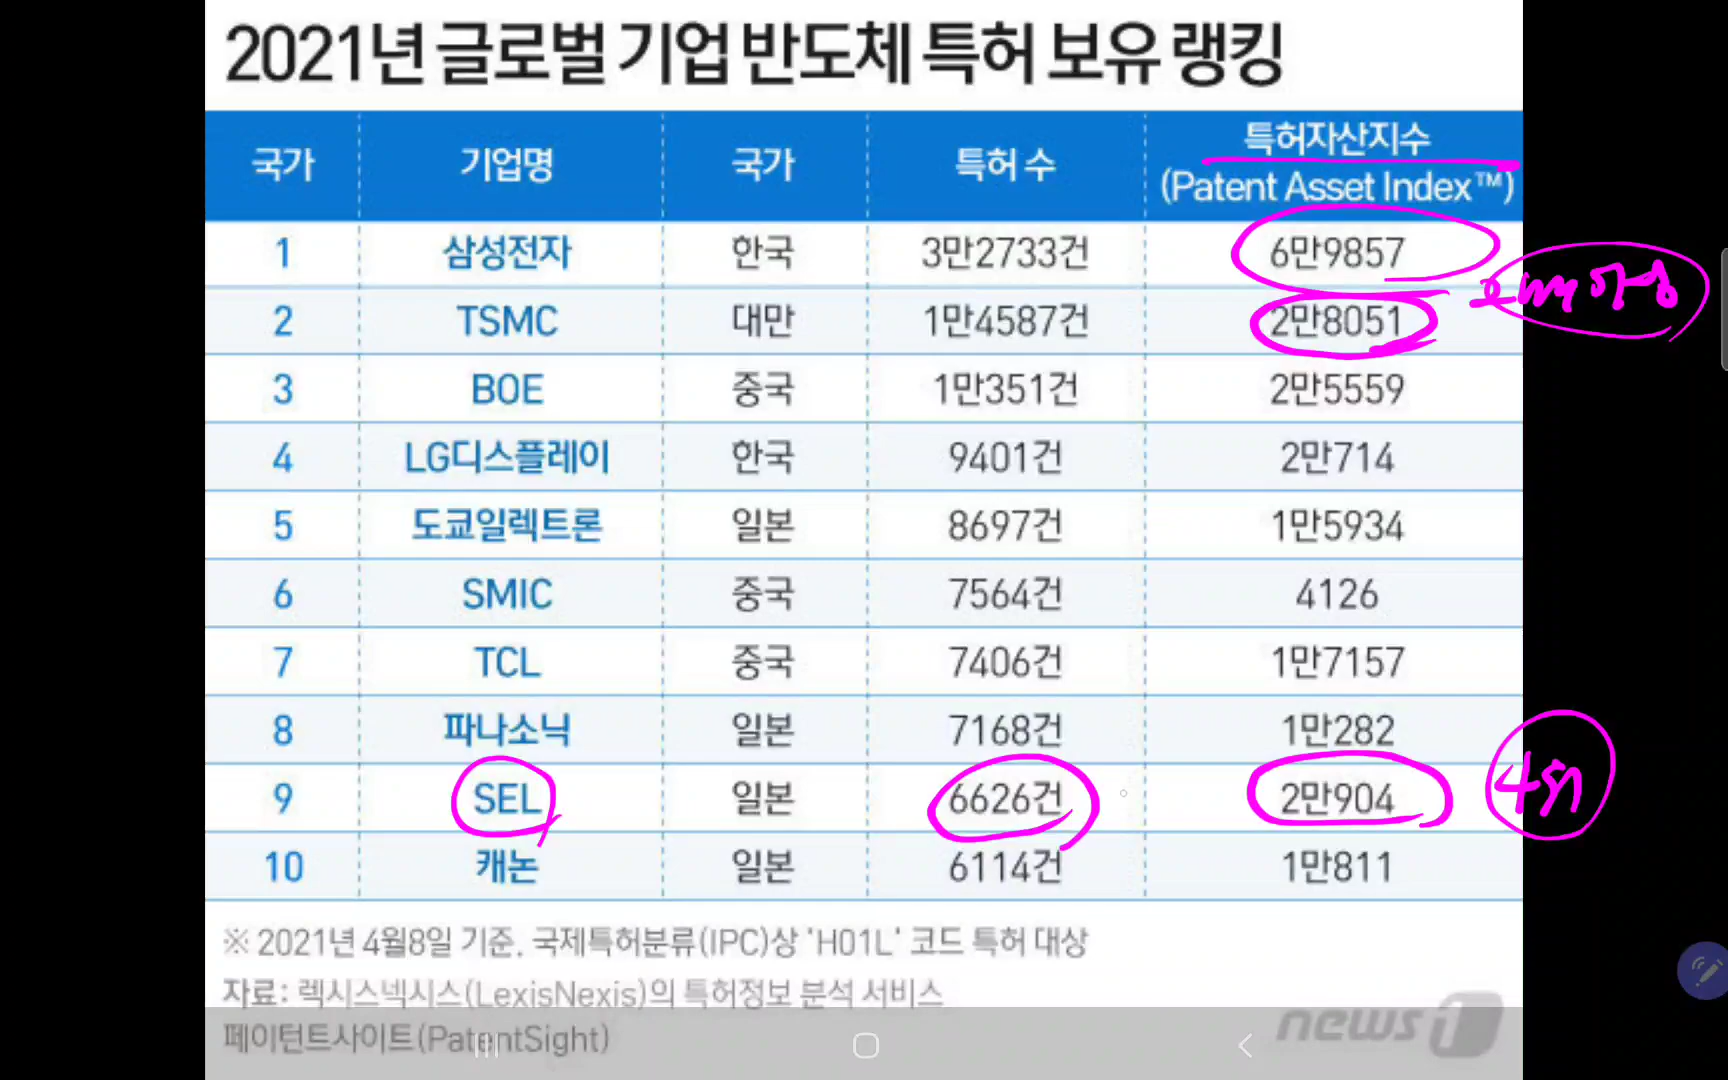 2021년 글로벌 기업 반도체 특허 보유 랭킹
국가 기업명 국가 특허 수 특허자산지수 (Patent Asset Index™)
1 삼성전자 한국 3만2733건 6만9857
2 TSMC 대만 1만4587건 2만8051
3 BOE 중국 1만351건 2만5559
4 LG디스플레이 한국 9401건 2만714
5 도쿄일렉트론 일본 8697건 1만5934
6 SMIC 중국 7564건 4126
7 TCL 중국 7406건 1만7157
8 파나소닉 일본 7168건 1만282
9 SEL 일본 6626건 2만904 4위
10 캐논 일본 6114건 1만811
※ 2021년 4월8일 기준. 국제특허분류(IPC)상 'H01L' 코드 특허 대상
자료: 렉시스넥시스(LexisNexis)의 특허정보 분석 서비스
페이턴트사이트(PatentSight)
news1